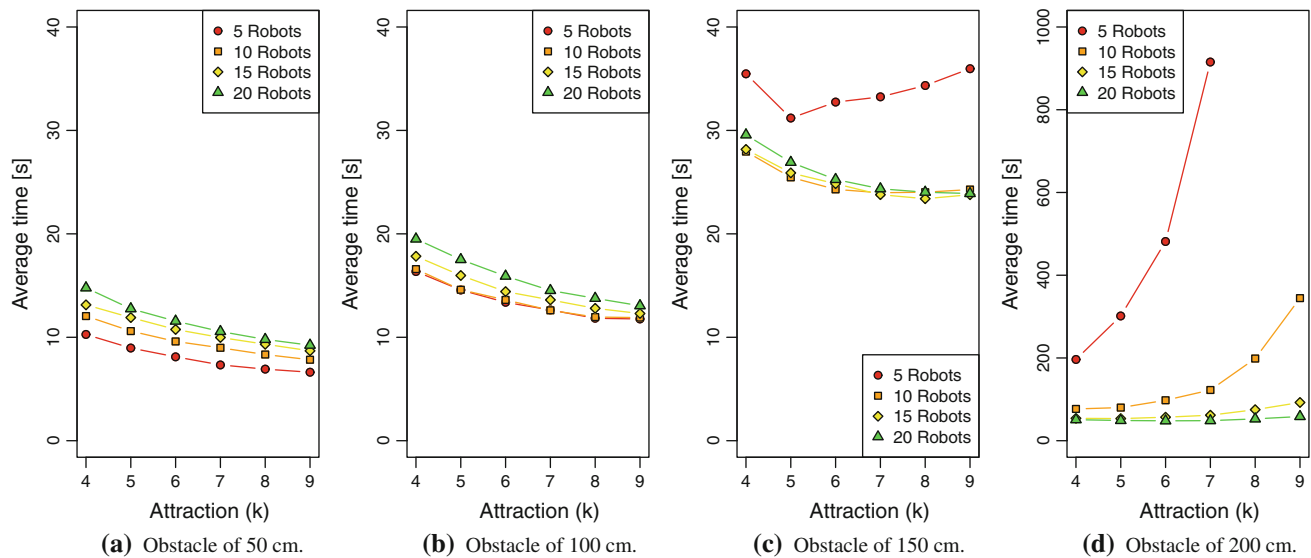 Average time [s]
0 10 20 30 40
5 Robots
10 Robots
15 Robots
20 Robots
4 5 6 7 8 9
Attraction (k)
(a) Obstacle of 50 cm.
Average time [s]
0 10 20 30 40
5 Robots
10 Robots
15 Robots
20 Robots
4 5 6 7 8 9
Attraction (k)
(b) Obstacle of 100 cm.
Average time [s]
0 10 20 30 40
5 Robots
10 Robots
15 Robots
20 Robots
4 5 6 7 8 9
Attraction (k)
(c) Obstacle of 150 cm.
Average time [s]
0 200 400 600 800 1000
5 Robots
10 Robots
15 Robots
20 Robots
4 5 6 7 8 9
Attraction (k)
(d) Obstacle of 200 cm.